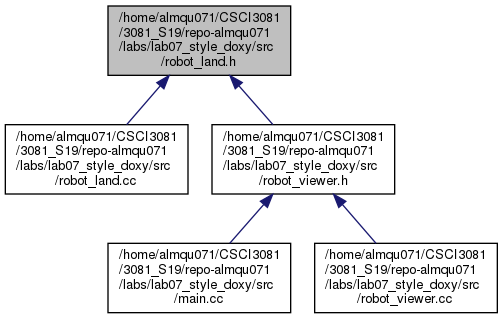 /home/almqu071/CSCI3081
/3081_S19/repo-almqu071
/labs/lab07_style_doxy/src
/robot_land.h
/home/almqu071/CSCI3081
/3081_S19/repo-almqu071
/labs/lab07_style_doxy/src
/robot_land.cc
/home/almqu071/CSCI3081
/3081_S19/repo-almqu071
/labs/lab07_style_doxy/src
/robot_viewer.h
/home/almqu071/CSCI3081
/3081_S19/repo-almqu071
/labs/lab07_style_doxy/src
/main.cc
/home/almqu071/CSCI3081
/3081_S19/repo-almqu071
/labs/lab07_style_doxy/src
/robot_viewer.cc